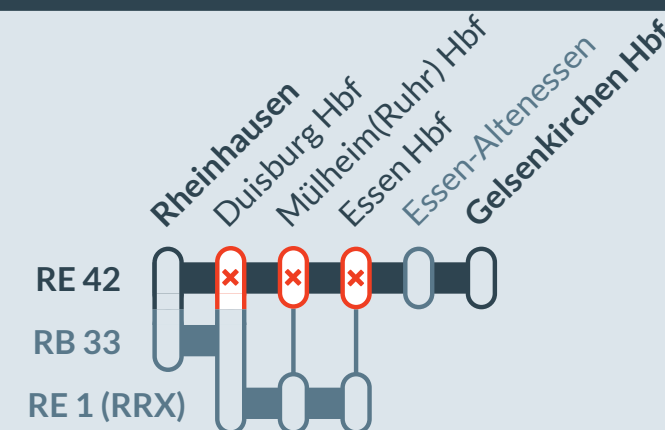 Rheinhausen
Duisburg Hbf
Mülheim(Ruhr) Hbf
Essen Hbf
Essen-Altenessen
Gelsenkirchen Hbf
RE 42
RB 33
RE 1 (RRX)